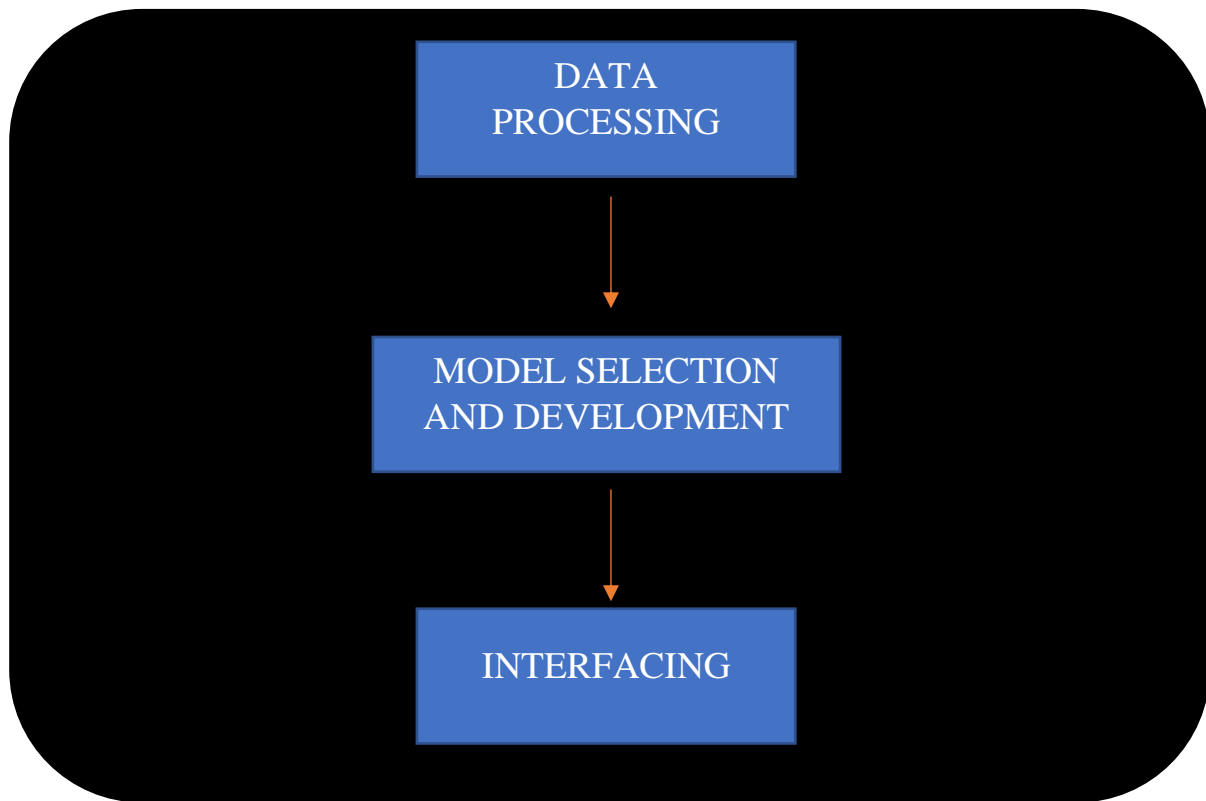 DATA
PROCESSING
MODEL SELECTION
AND DEVELOPMENT
INTERFACING